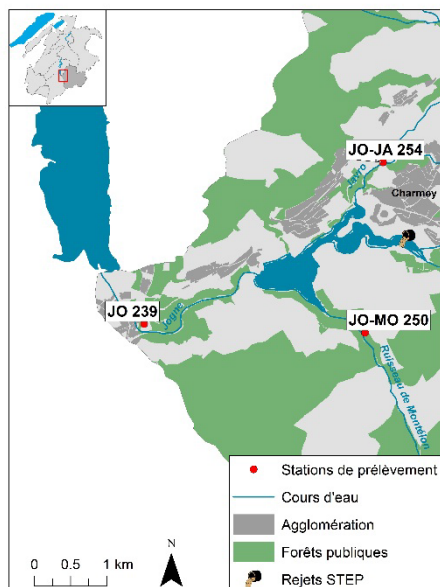 JO-JA 254
Javro
Charmey
JO 239
Jogne
JO-MO 250
Ruisseau de Montélon
Stations de prélèvement
Cours d'eau
Agglomération
Forêts publiques
Rejets STEP
N
0 0.5 1 km